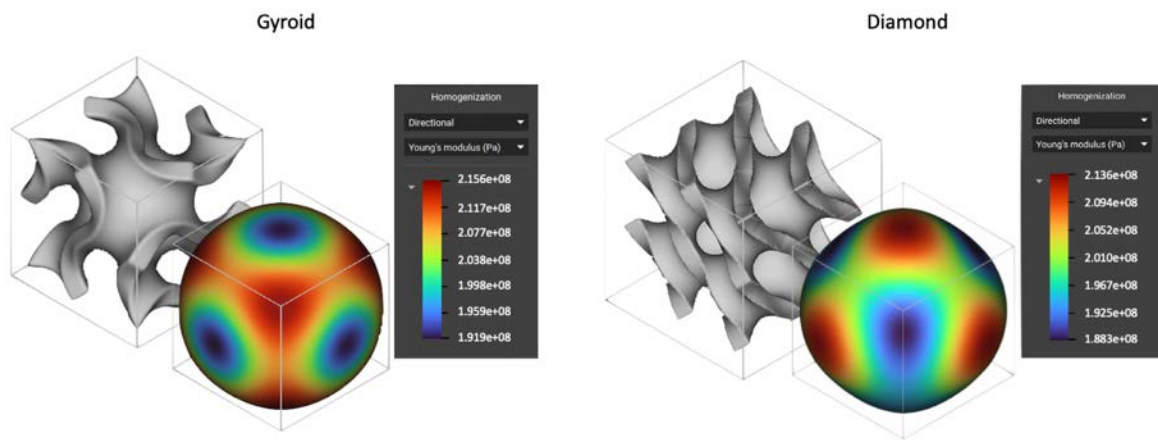 Gyroid
Homogenization
Directional
Young's modulus (Pa)
2.156e+08
2.117e+08
2.077e+08
2.038e+08
1.998e+08
1.959e+08
1.919e+08
Diamond
Homogenization
Directional
Young's modulus (Pa)
2.136e+08
2.094e+08
2.052e+08
2.010e+08
1.967e+08
1.925e+08
1.883e+08